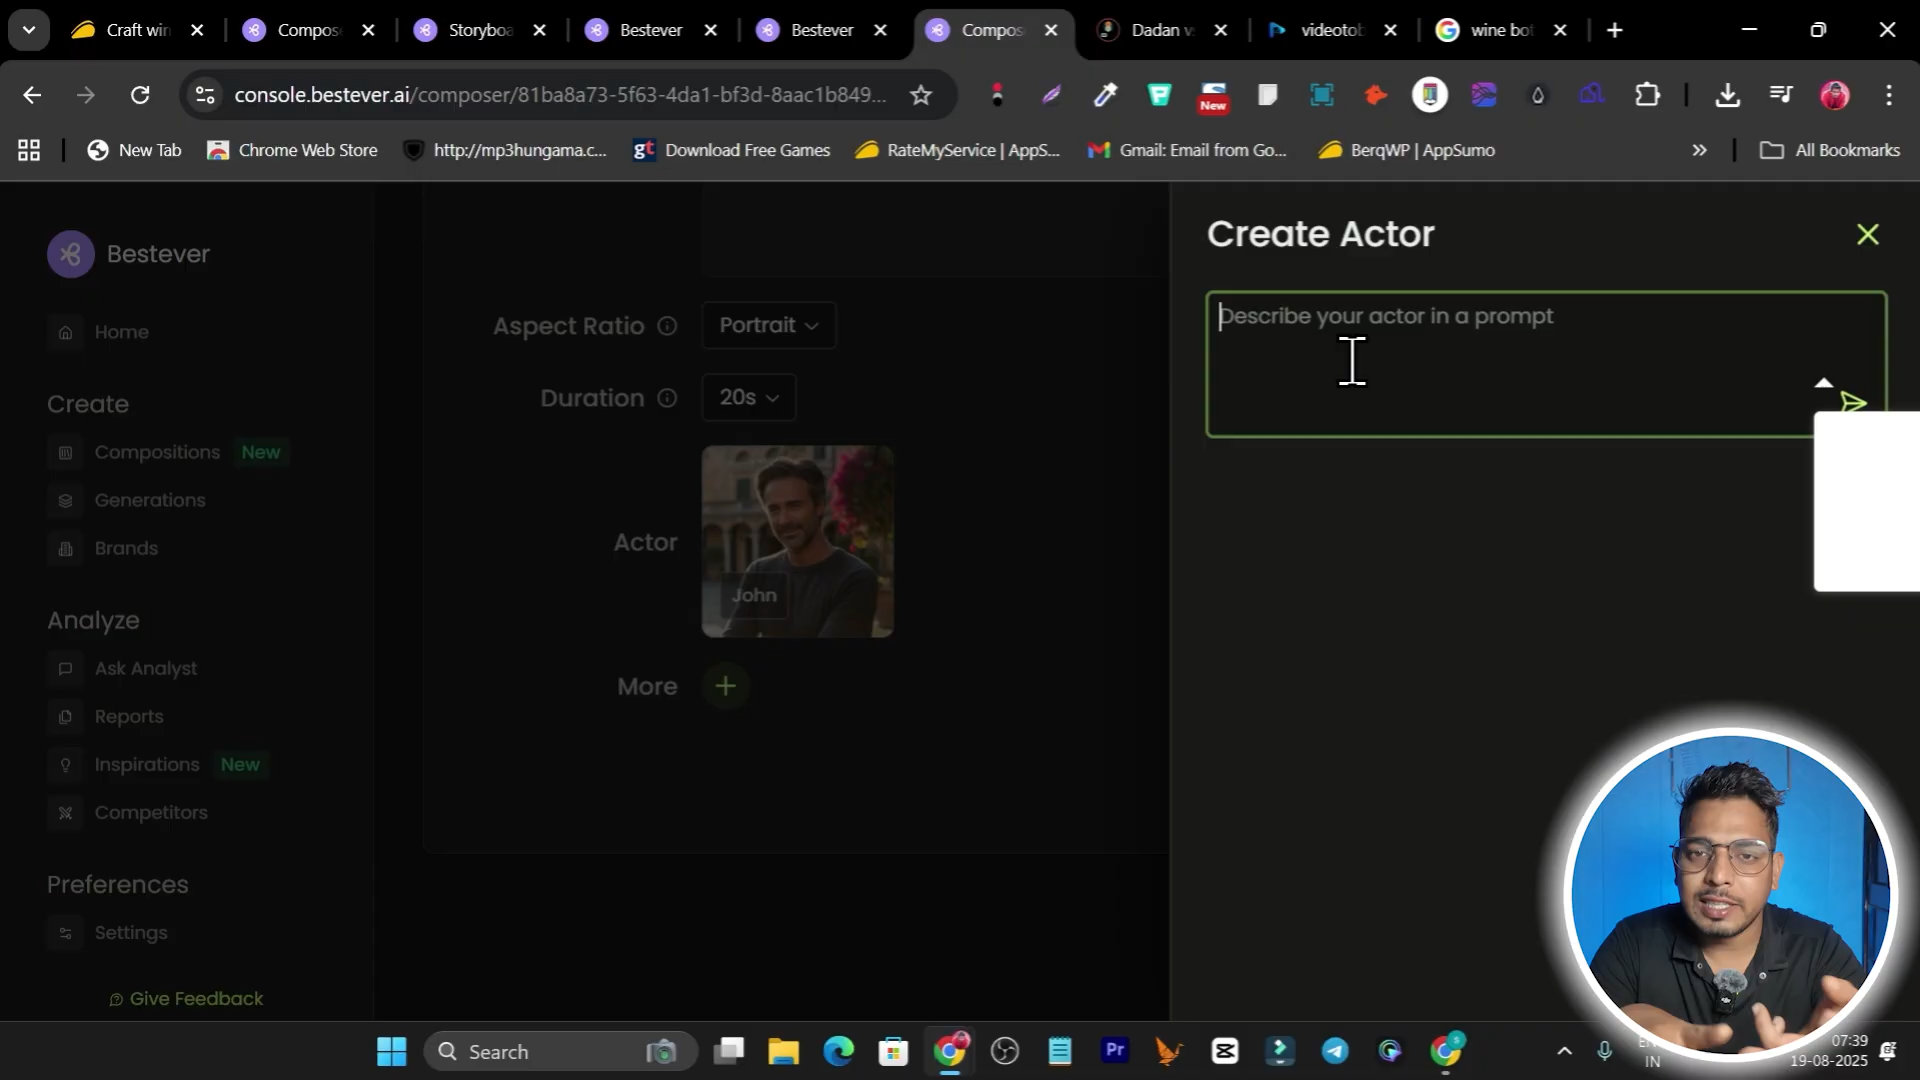 Craft win
Compos
Storyboa
Bestever
Bestever
Compos
Dadan v
videotob
wine bot
console.bestever.ai/composer/81ba8a73-5f63-4da1-bf3d-8aac1b849...
New
New Tab
Chrome Web Store
http://mp3hungama.c...
gt
Download Free Games
RateMyService | AppS...
Gmail: Email from Go...
BerqWP | AppSumo
All Bookmarks
Bestever
Home
Create
Compositions New
Generations
Brands
Analyze
Ask Analyst
Reports
Inspirations New
Competitors
Preferences
Settings
Give Feedback
Aspect Ratio Portrait
Duration 20s
Actor
John
More
Create Actor
Describe your actor in a prompt
Search
Pr
IN
07:39
19-08-2025